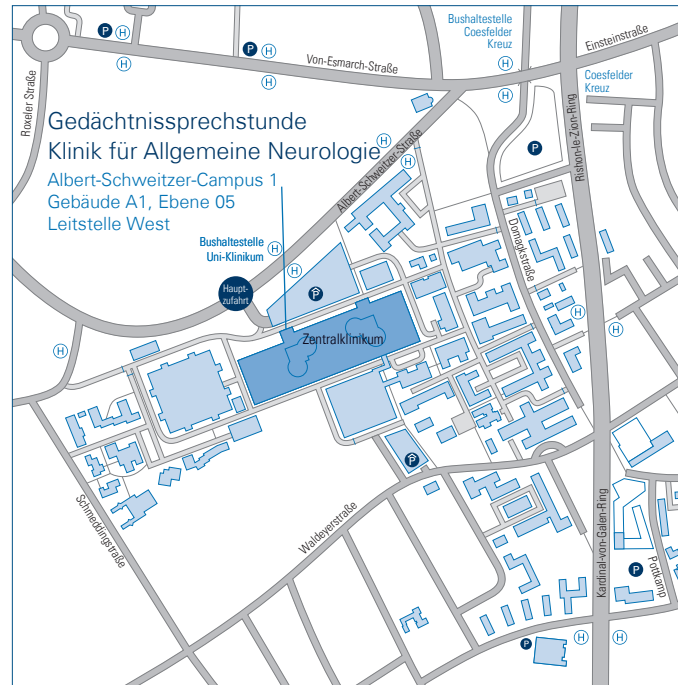 P
H
H
P
H
H
Bushaltestelle
Coesfelder
Kreuz
H
H
H
Einsteinstraße
Von-Esmarch-Straße
Roxeler Straße
Coesfelder
Kreuz
Rishon-le-Zion-Ring
P
Gedächtnissprechstunde
Klinik für Allgemeine Neurologie
Albert-Schweitzer-Campus 1
Gebäude A1, Ebene 05
Leitstelle West
Albert-Schweitzer-Straße
H
H
Domagkstraße
Bushaltestelle
Uni-Klinikum
H
H
Haupt-
zufahrt
P
Zentralklinikum
H
H
H
P
Schmeddingstraße
Waldeyerstraße
Kardinal-von-Galen-Ring
Pottkamp
P
P
H
H